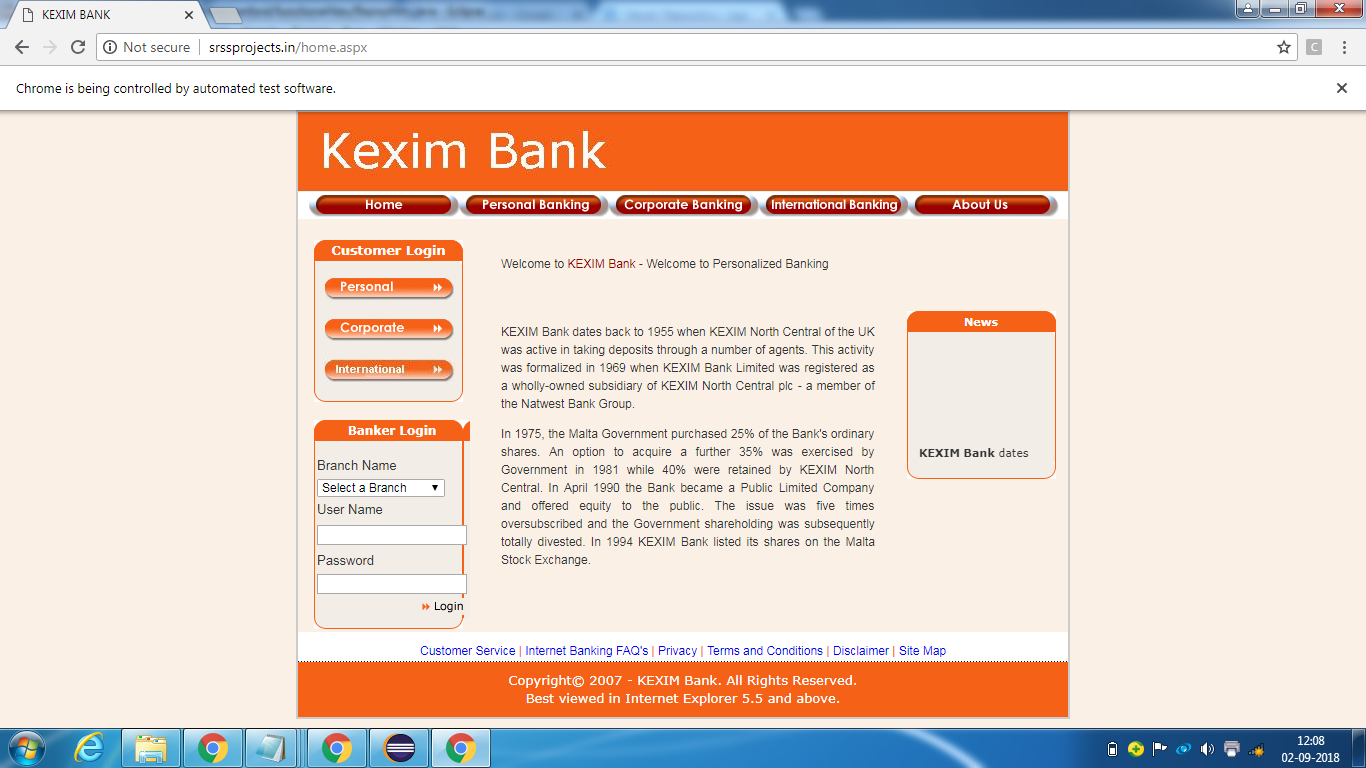 KEXIM BANK
Not secure
srssprojects.in/home.aspx
C
Chrome is being controlled by automated test software.
Kexim Bank
Home
Personal Banking
Corporate Banking
International Banking
About Us
Customer Login
Personal
Corporate
International
Banker Login
Branch Name
Select a Branch
User Name
Password
Login
Welcome to KEXIM Bank - Welcome to Personalized Banking
KEXIM Bank dates back to 1955 when KEXIM North Central of the UK
was active in taking deposits through a number of agents. This activity
was formalized in 1969 when KEXIM Bank Limited was registered as
a wholly-owned subsidiary of KEXIM North Central plc - a member of
the Natwest Bank Group.
In 1975, the Malta Government purchased 25% of the Bank's ordinary
shares. An option to acquire a further 35% was exercised by
Government in 1981 while 40% were retained by KEXIM North
Central. In April 1990 the Bank became a Public Limited Company
and offered equity to the public. The issue was five times
oversubscribed and the Government shareholding was subsequently
totally divested. In 1994 KEXIM Bank listed its shares on the Malta
Stock Exchange.
News
KEXIM Bank dates
Customer Service | Internet Banking FAQ's | Privacy | Terms and Conditions | Disclaimer | Site Map
Copyright© 2007 - KEXIM Bank. All Rights Reserved.
Best viewed in Internet Explorer 5.5 and above.
12:08
02-09-2018